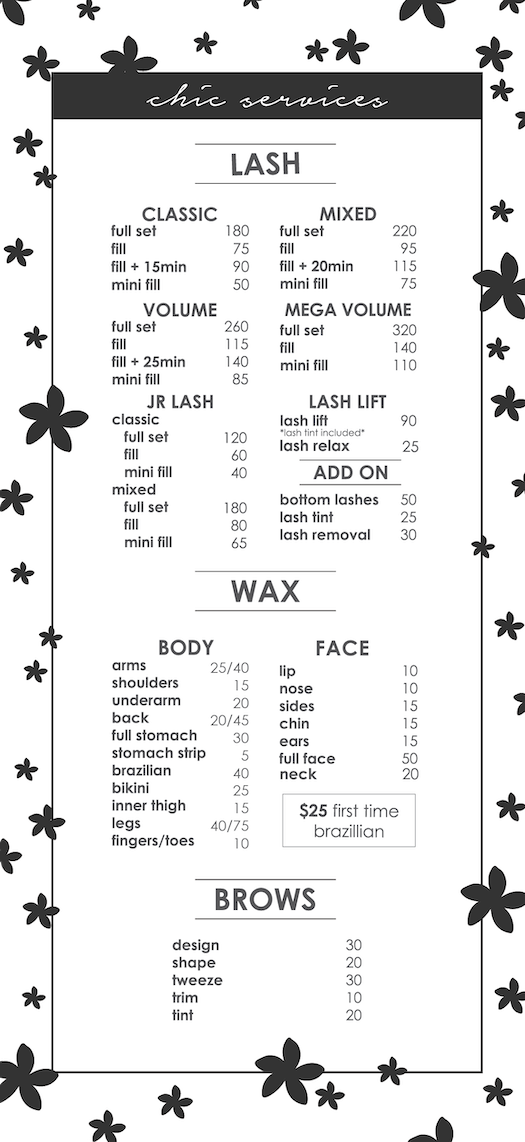 chic services
LASH
CLASSIC
full set 180
fill 75
fill + 15min 90
mini fill 50
MIXED
full set 220
fill 95
fill + 20min 115
mini fill 75
VOLUME
full set 260
fill 115
fill + 25min 140
mini fill 85
MEGA VOLUME
full set 320
fill 140
mini fill 110
JR LASH
classic
full set 120
fill 60
mini fill 40
mixed
full set 180
fill 80
mini fill 65
LASH LIFT
lash lift 90
*lash tint included*
lash relax 25
ADD ON
bottom lashes 50
lash tint 25
lash removal 30
WAX
BODY
arms 25/40
shoulders 15
underarm 20
back 20/45
full stomach 30
stomach strip 5
brazilian 40
bikini 25
inner thigh 15
legs 40/75
fingers/toes 10
FACE
lip 10
nose 10
sides 15
chin 15
ears 15
full face 50
neck 20
$25 first time
brazillian
BROWS
design 30
shape 20
tweeze 30
trim 10
tint 20